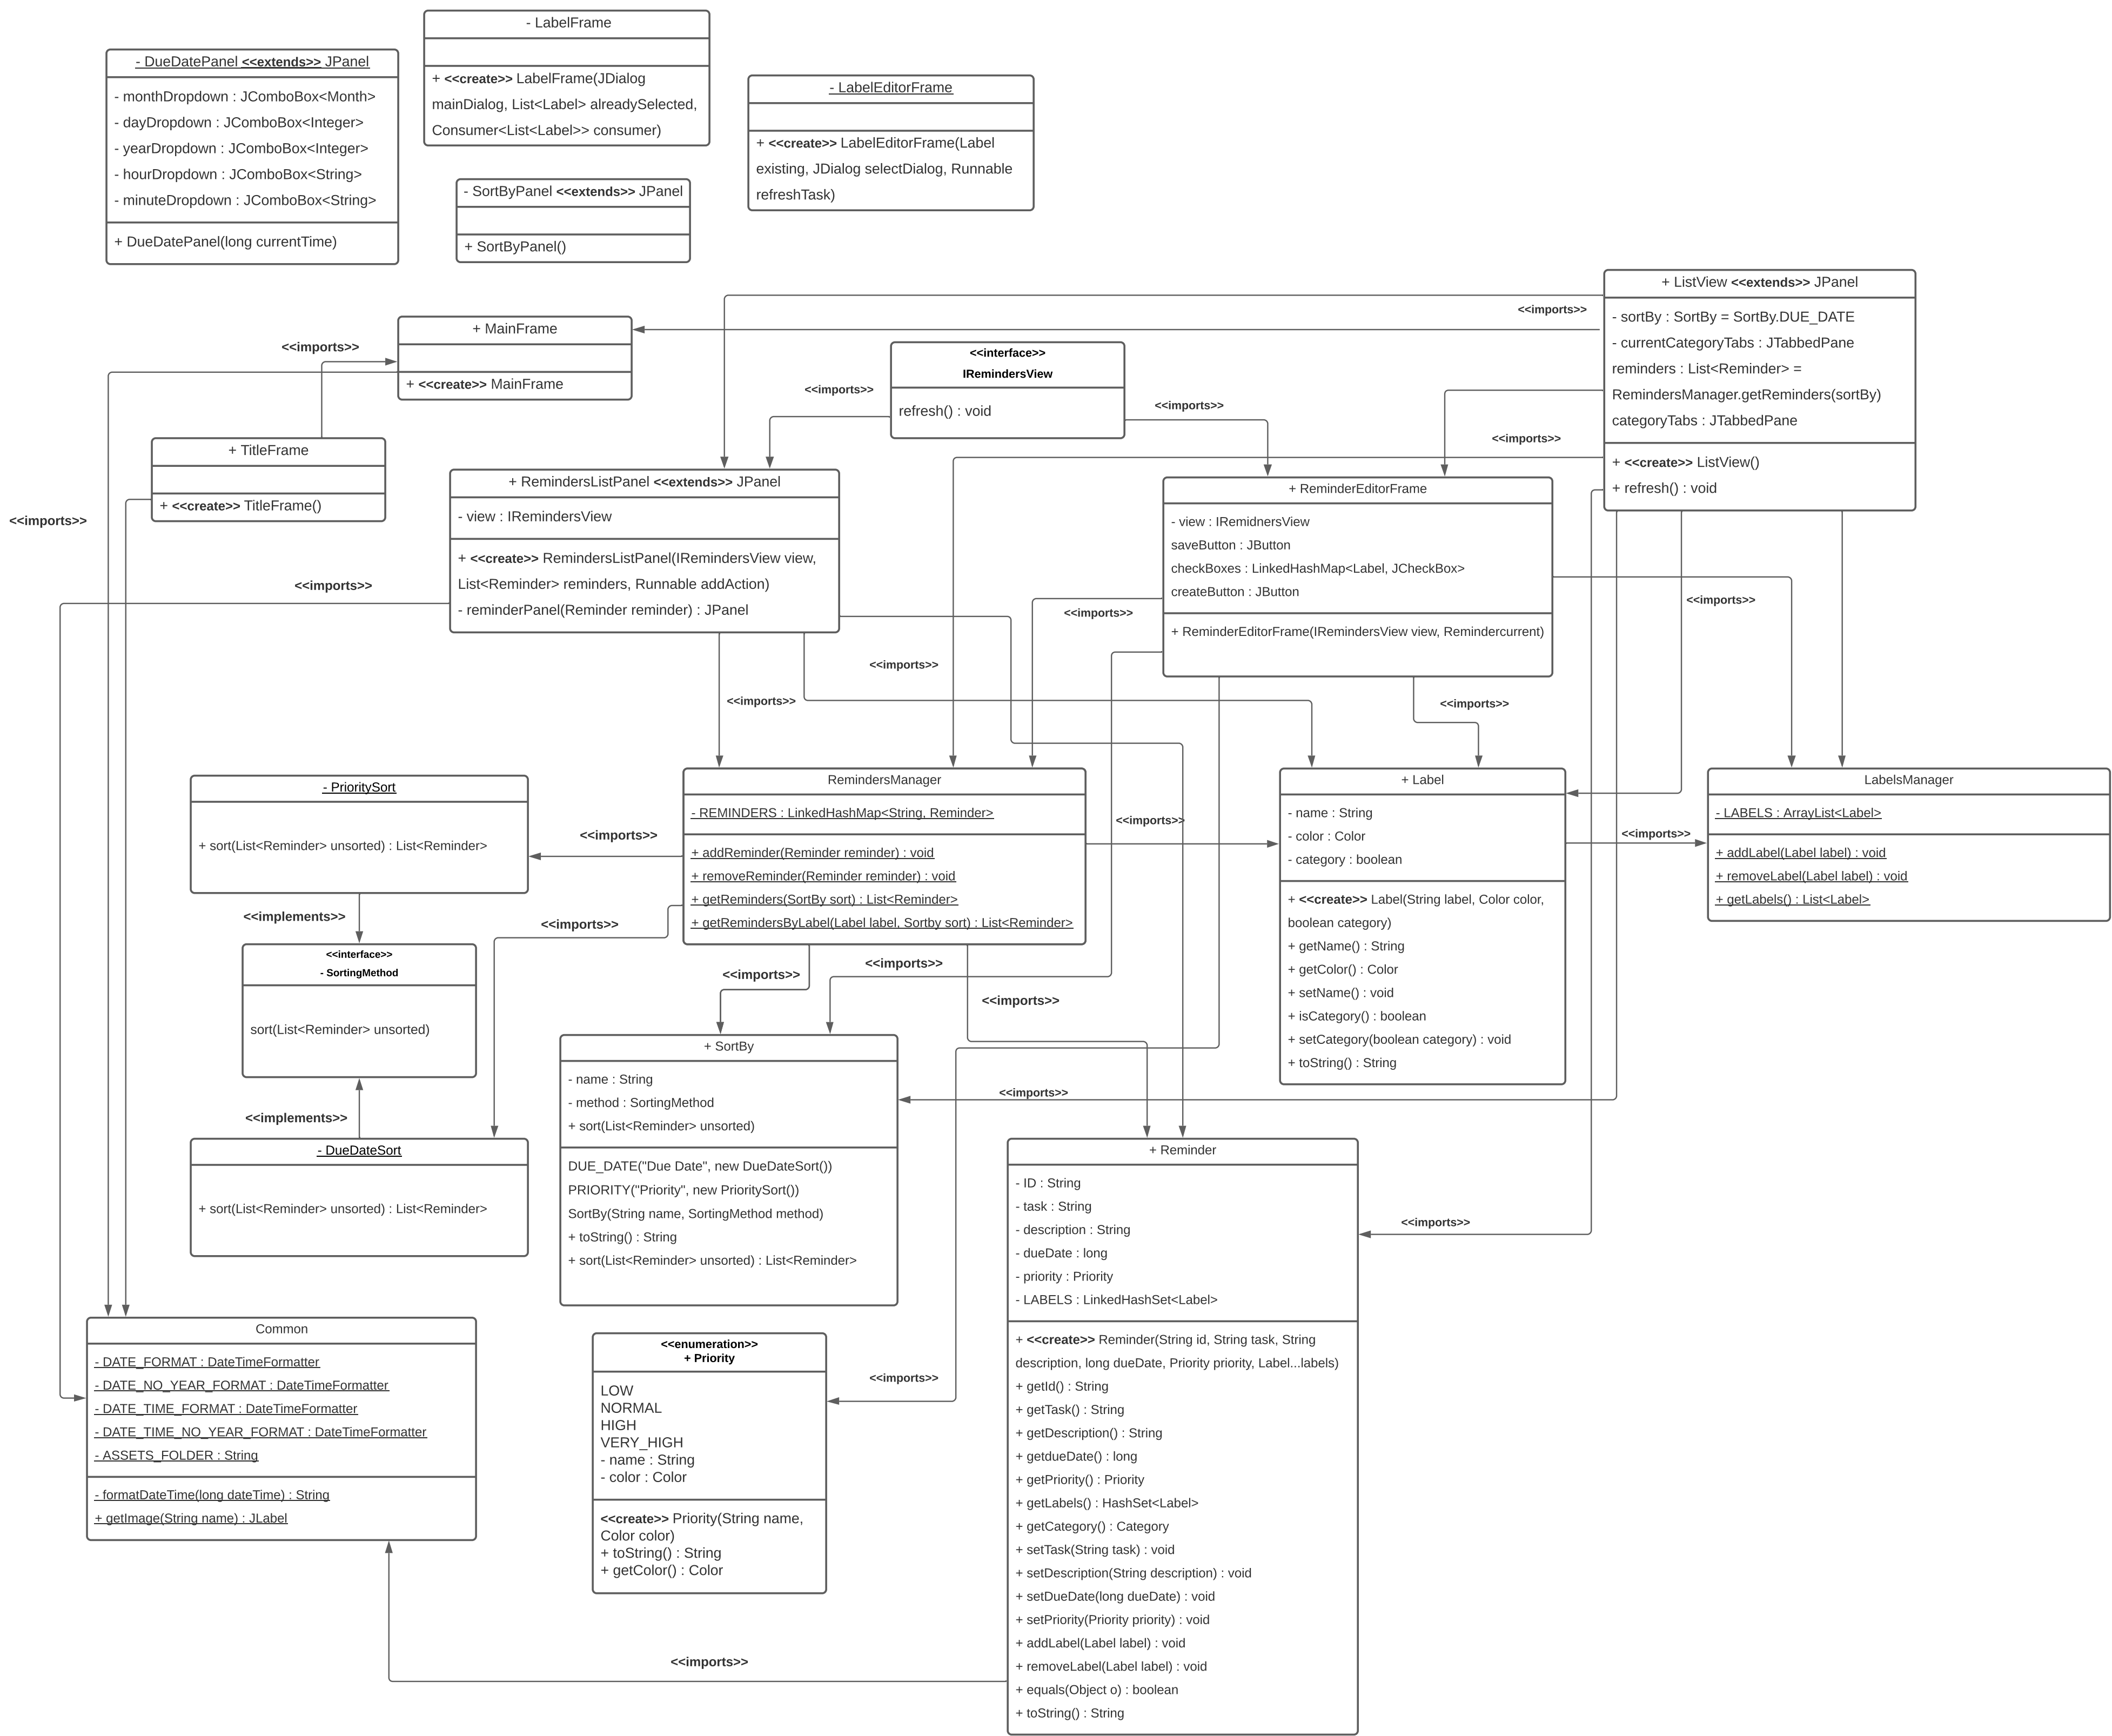 - LabelFrame
+ <<create>> LabelFrame(JDialog
mainDialog, List<Label> alreadySelected,
Consumer<List<Label>> consumer)
- DueDatePanel <<extends>> JPanel
- monthDropdown : JComboBox<Month>
- dayDropdown : JComboBox<Integer>
- yearDropdown : JComboBox<Integer>
- hourDropdown : JComboBox<String>
- minuteDropdown : JComboBox<String>
+ DueDatePanel(long currentTime)
- LabelEditorFrame
+ <<create>> LabelEditorFrame(Label
existing, JDialog selectDialog, Runnable
refreshTask)
- SortByPanel <<extends>> JPanel
+ SortByPanel()
+ ListView <<extends>> JPanel
- sortBy : SortBy = SortBy.DUE_DATE
- currentCategoryTabs : JTabbedPane
reminders : List<Reminder> =
RemindersManager.getReminders(sortBy)
categoryTabs : JTabbedPane
+ <<create>> ListView()
+ refresh() : void
<<imports>>
+ MainFrame
+ <<create>> MainFrame
<<imports>>
<<interface>>
IRemindersView
refresh() : void
<<imports>>
<<imports>>
<<imports>>
+ TitleFrame
+ <<create>> TitleFrame()
<<imports>>
+ RemindersListPanel <<extends>> JPanel
- view : IRemindersView
+ <<create>> RemindersListPanel(IRemindersView view,
List<Reminder> reminders, Runnable addAction)
- reminderPanel(Reminder reminder) : JPanel
+ ReminderEditorFrame
- view : IRemidnersView
saveButton : JButton
checkBoxes : LinkedHashMap<Label, JCheckBox>
createButton : JButton
+ ReminderEditorFrame(IRemindersView view, Remindercurrent)
<<imports>>
<<imports>>
<<imports>>
<<imports>>
<<imports>>
<<imports>>
- PrioritySort
+ sort(List<Reminder> unsorted) : List<Reminder>
<<imports>>
RemindersManager
- REMINDERS : LinkedHashMap<String, Reminder>
+ addReminder(Reminder reminder) : void
+ removeReminder(Reminder reminder) : void
+ getReminders(SortBy sort) : List<Reminder>
+ getRemindersByLabel(Label label, Sortby sort) : List<Reminder>
<<imports>>
+ Label
- name : String
- color : Color
- category : boolean
+ <<create>> Label(String label, Color color,
boolean category)
+ getName() : String
+ getColor() : Color
+ setName() : void
+ isCategory() : boolean
+ setCategory(boolean category) : void
+ toString() : String
<<imports>>
LabelsManager
- LABELS : ArrayList<Label>
+ addLabel(Label label) : void
+ removeLabel(Label label) : void
+ getLabels() : List<Label>
<<implements>>
<<imports>>
<<interface>>
- SortingMethod
sort(List<Reminder> unsorted)
<<imports>>
<<imports>>
<<imports>>
<<implements>>
- DueDateSort
+ sort(List<Reminder> unsorted) : List<Reminder>
+ SortBy
- name : String
- method : SortingMethod
+ sort(List<Reminder> unsorted)
DUE_DATE("Due Date", new DueDateSort())
PRIORITY("Priority", new PrioritySort())
SortBy(String name, SortingMethod method)
+ toString() : String
+ sort(List<Reminder> unsorted) : List<Reminder>
<<imports>>
+ Reminder
- ID : String
- task : String
- description : String
- dueDate : long
- priority : Priority
- LABELS : LinkedHashSet<Label>
+ <<create>> Reminder(String id, String task, String
description, long dueDate, Priority priority, Label...labels)
+ getId() : String
+ getTask() : String
+ getDescription() : String
+ getdueDate() : long
+ getPriority() : Priority
+ getLabels() : HashSet<Label>
+ getCategory() : Category
+ setTask(String task) : void
+ setDescription(String description) : void
+ setDueDate(long dueDate) : void
+ setPriority(Priority priority) : void
+ addLabel(Label label) : void
+ removeLabel(Label label) : void
+ equals(Object o) : boolean
+ toString() : String
<<imports>>
Common
- DATE_FORMAT : DateTimeFormatter
- DATE_NO_YEAR_FORMAT : DateTimeFormatter
- DATE_TIME_FORMAT : DateTimeFormatter
- DATE_TIME_NO_YEAR_FORMAT : DateTimeFormatter
- ASSETS_FOLDER : String
- formatDateTime(long dateTime) : String
+ getImage(String name) : JLabel
<<enumeration>>
+ Priority
LOW
NORMAL
HIGH
VERY_HIGH
- name : String
- color : Color
<<create>> Priority(String name,
Color color)
+ toString() : String
+ getColor() : Color
<<imports>>
<<imports>>